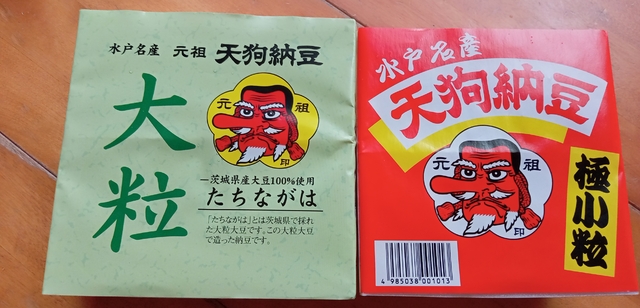 水戸名産 元祖 天狗納豆
大粒
元祖
印
―茨城県産大豆100%使用
たちながは
「たちながは」とは茨城県で採れ
た大粒大豆です。この大粒大豆
で造った納豆です。
水戸名産
天狗納豆
元祖
印
極小粒
4 985038 001013